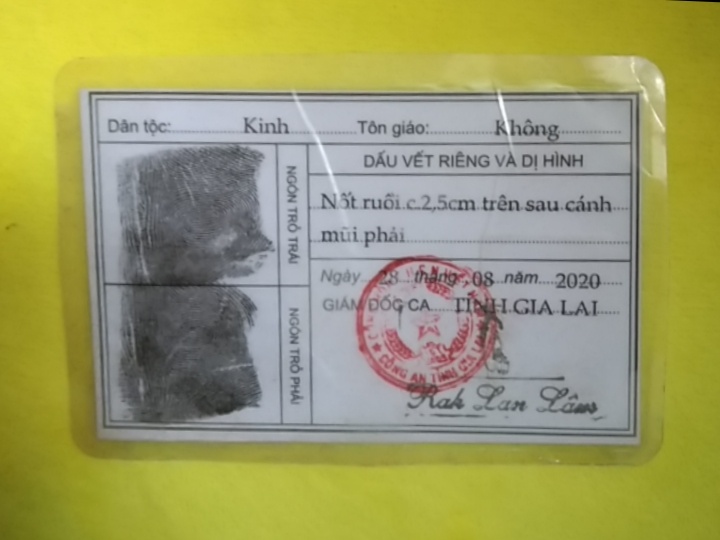 Dân tộc: Kinh Tôn giáo: Không
NGÓN TRỎ TRÁI
NGÓN TRỎ PHẢI
DẤU VẾT RIÊNG VÀ DỊ HÌNH
Nốt ruồi c.2,5cm trên sau cánh
mũi phải
Ngày 28 tháng 08 năm 2020
GIÁM ĐỐC CA TỈNH GIA LAI
CÔNG AN TỈNH GIA LAI
Rah Lan Lâm